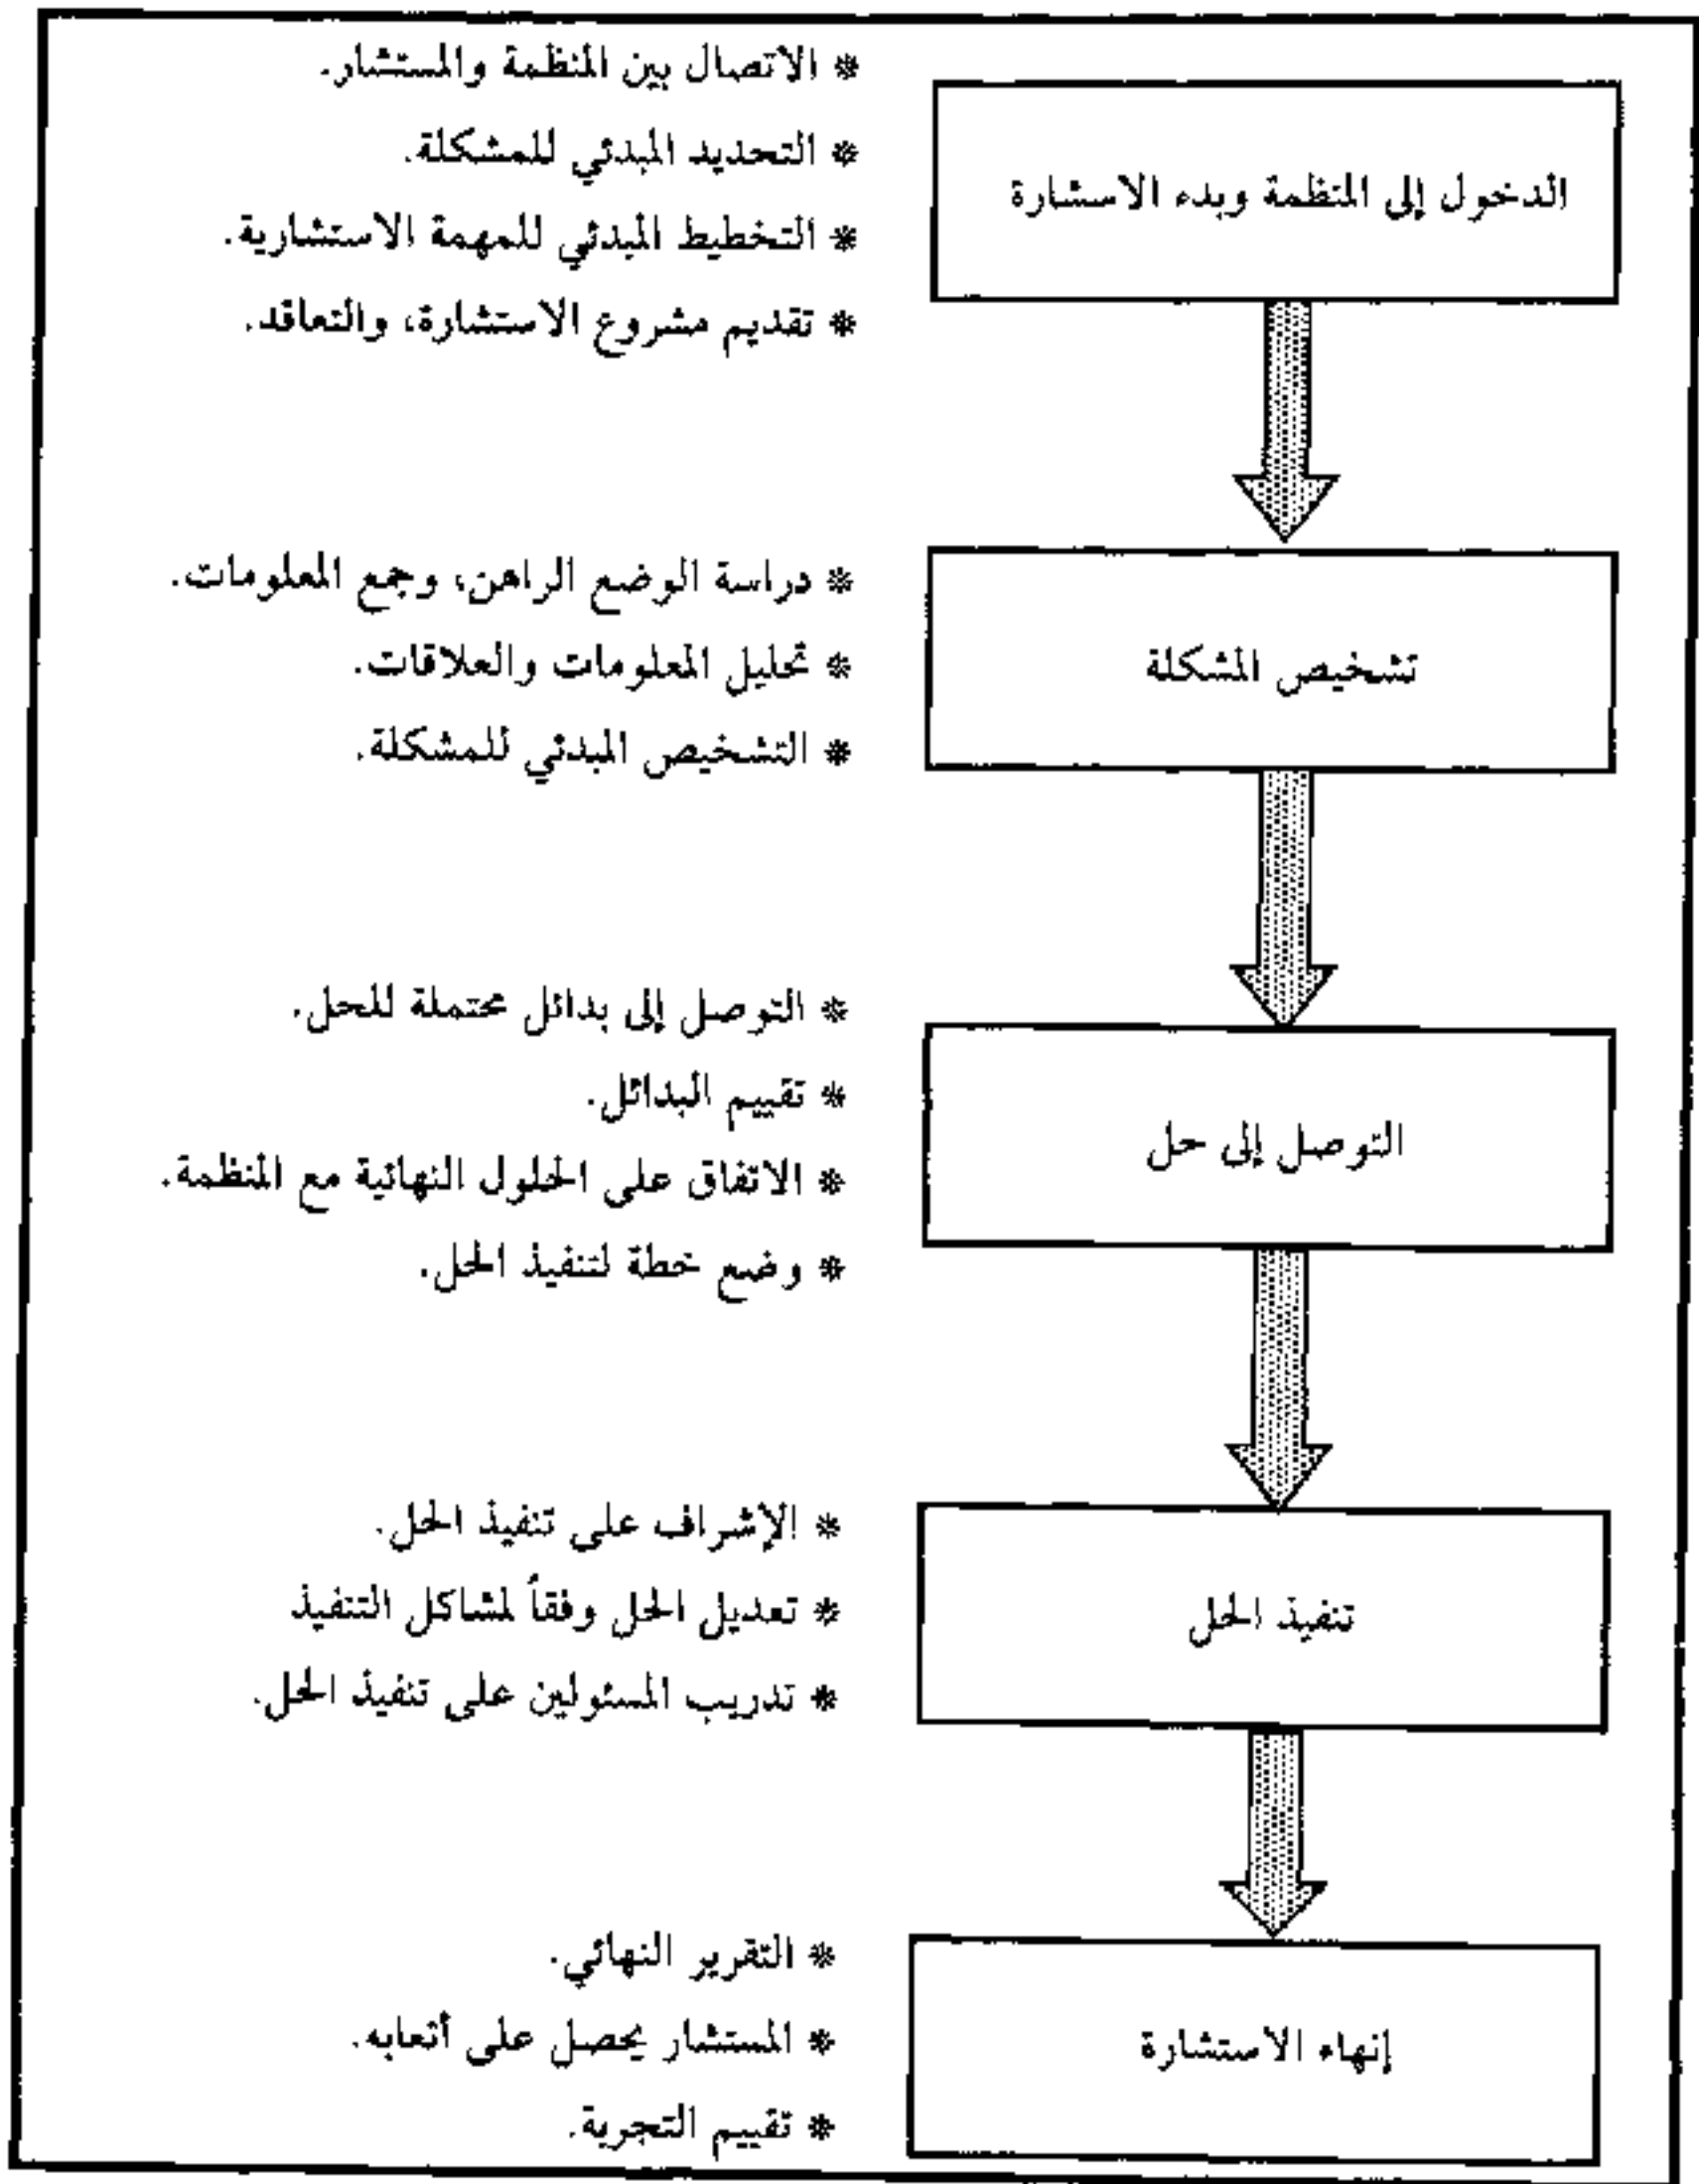 الدخول إلى المنظمة وبدء الاستشارة
* الاتصال بين المنظمة والمستشار.
* التحديد المبدئي للمشكلة.
* التخطيط المبدئي للمهمة الاستشارية.
* تقديم مشروع الاستشارة، والتعاقد.
تشخيص المشكلة
* دراسة الوضع الراهن، وجمع المعلومات.
* تحليل المعلومات والعلاقات.
* التشخيص المبدئي للمشكلة.
التوصل إلى حل
* التوصل إلى بدائل محتملة للحل.
* تقييم البدائل.
* الاتفاق على الحلول النهائية مع المنظمة.
* وضع خطة لتنفيذ الحل.
تنفيذ الحل
* الإشراف على تنفيذ الحل.
* تعديل الحل وفقاً لمشاكل التنفيذ
* تدريب المسئولين على تنفيذ الحل.
إنهاء الاستشارة
* التقرير النهائي.
* المستشار يحصل على أتعابه.
* تقييم التجربة.